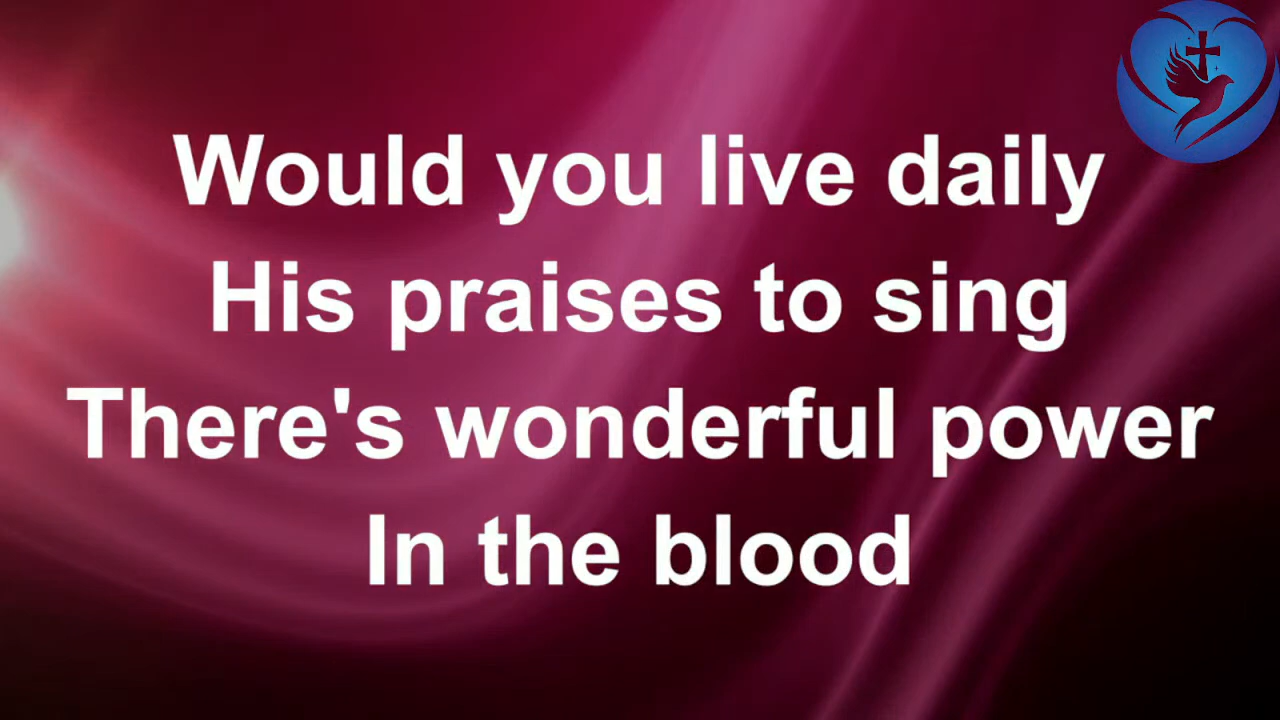 Would you live daily
His praises to sing
There's wonderful power
In the blood